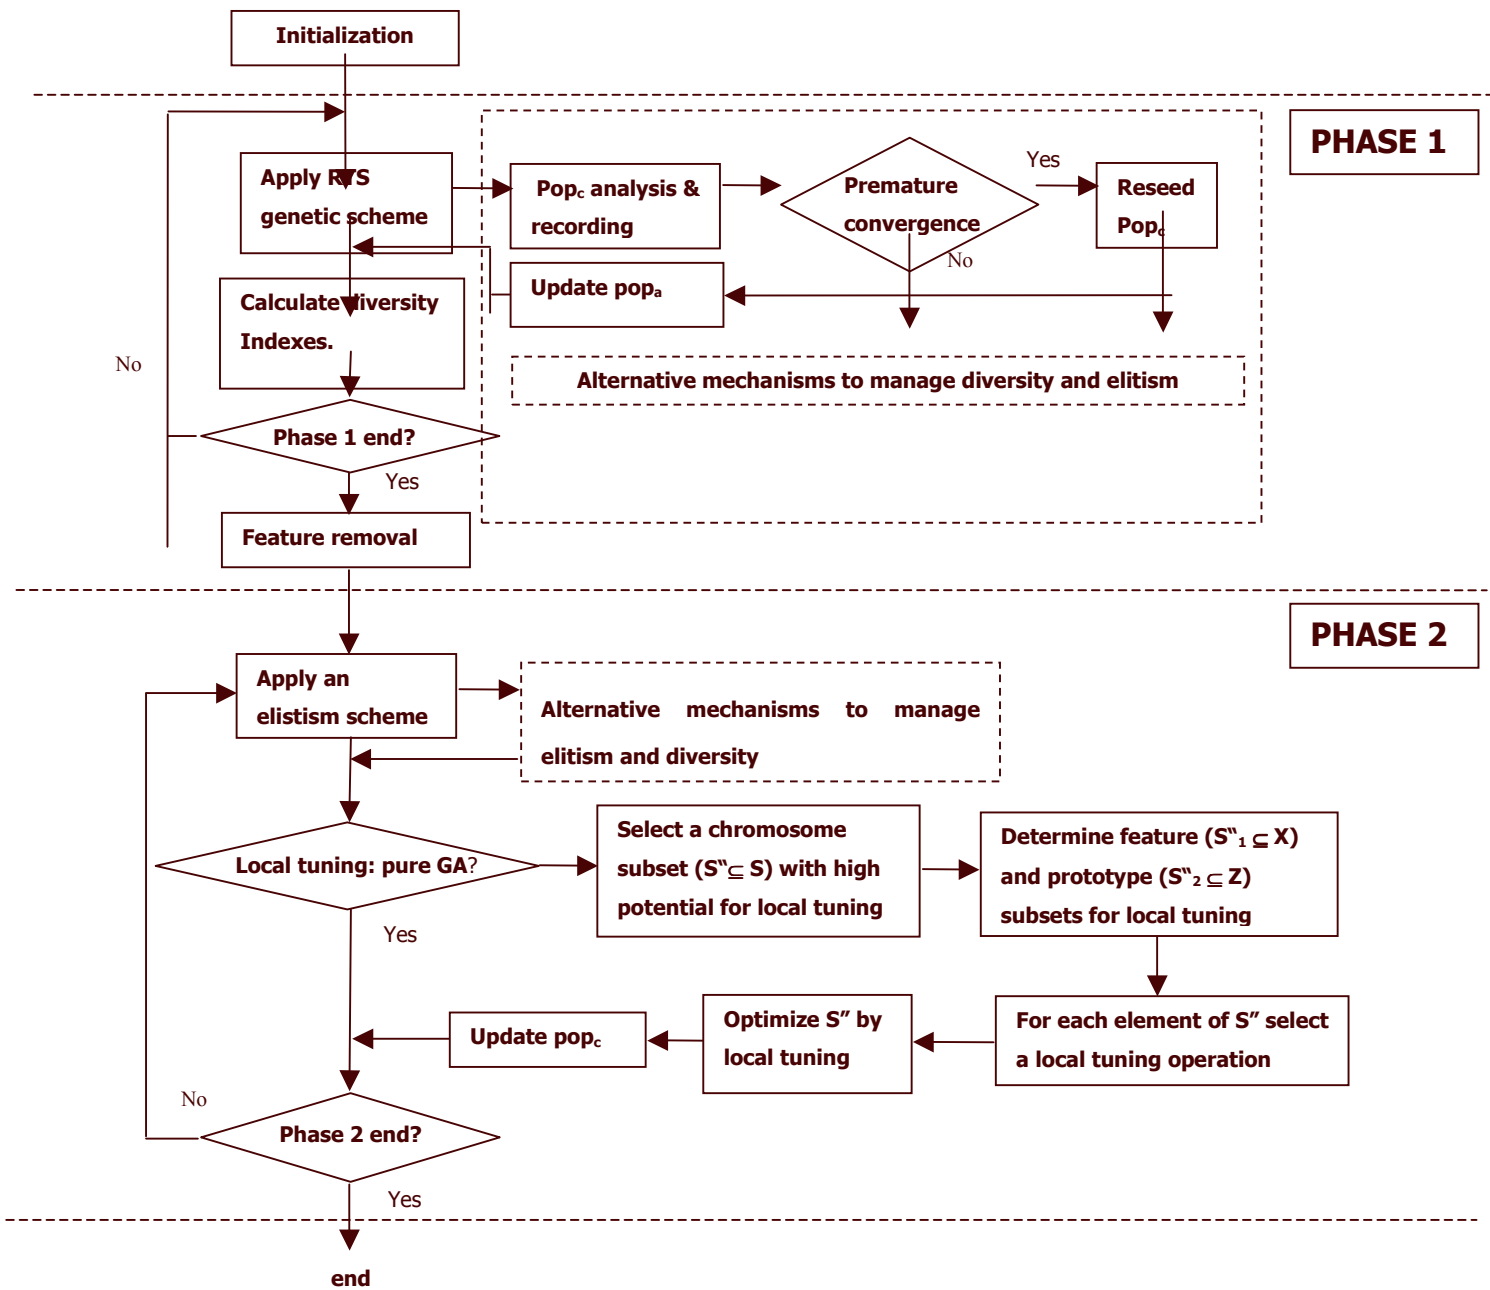 Initialization
PHASE 1
Apply RTS
genetic scheme
Popc analysis &
recording
Premature
convergence
Yes
Reseed
Popc
No
Update popa
Calculate diversity
Indexes.
No
Alternative mechanisms to manage diversity and elitism
Phase 1 end?
Yes
Feature removal
PHASE 2
Apply an
elistism scheme
Alternative mechanisms to manage
elitism and diversity
Local tuning: pure GA?
Select a chromosome
subset (S“⊆ S) with high
potential for local tuning
Determine feature (S“1 ⊆ X)
and prototype (S“2 ⊆ Z)
subsets for local tuning
Yes
Update popc
Optimize S” by
local tuning
For each element of S” select
a local tuning operation
No
Phase 2 end?
Yes
end